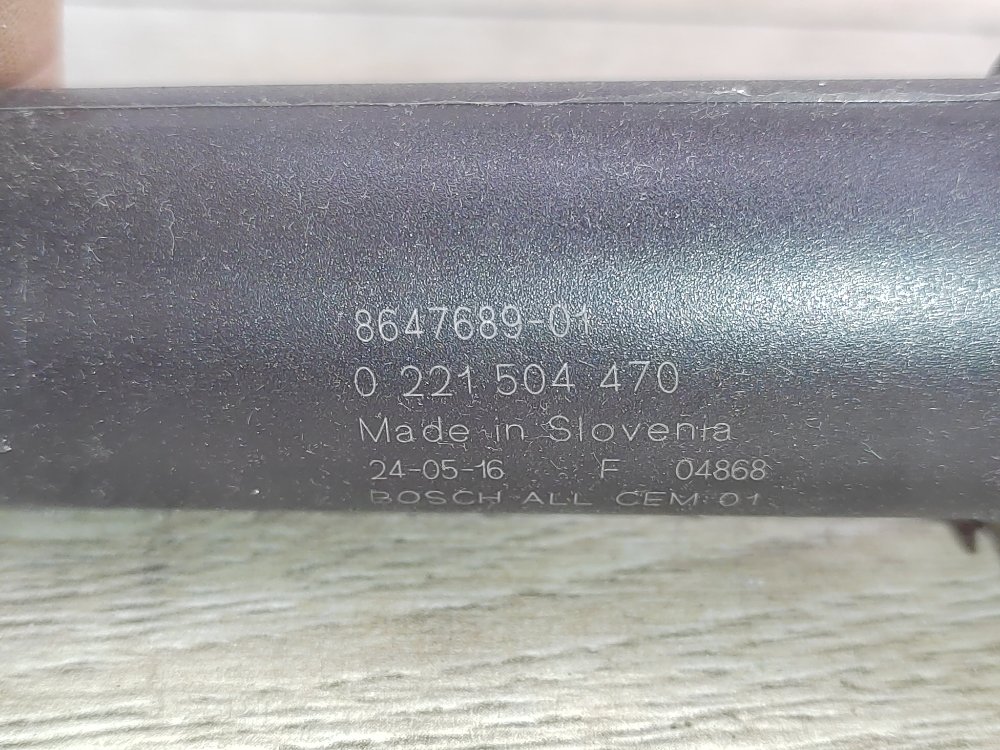 8647689-01
0 221 504 470
Made in Slovenia
24-05-16 F 04868
BOSCH ALL CEM 01